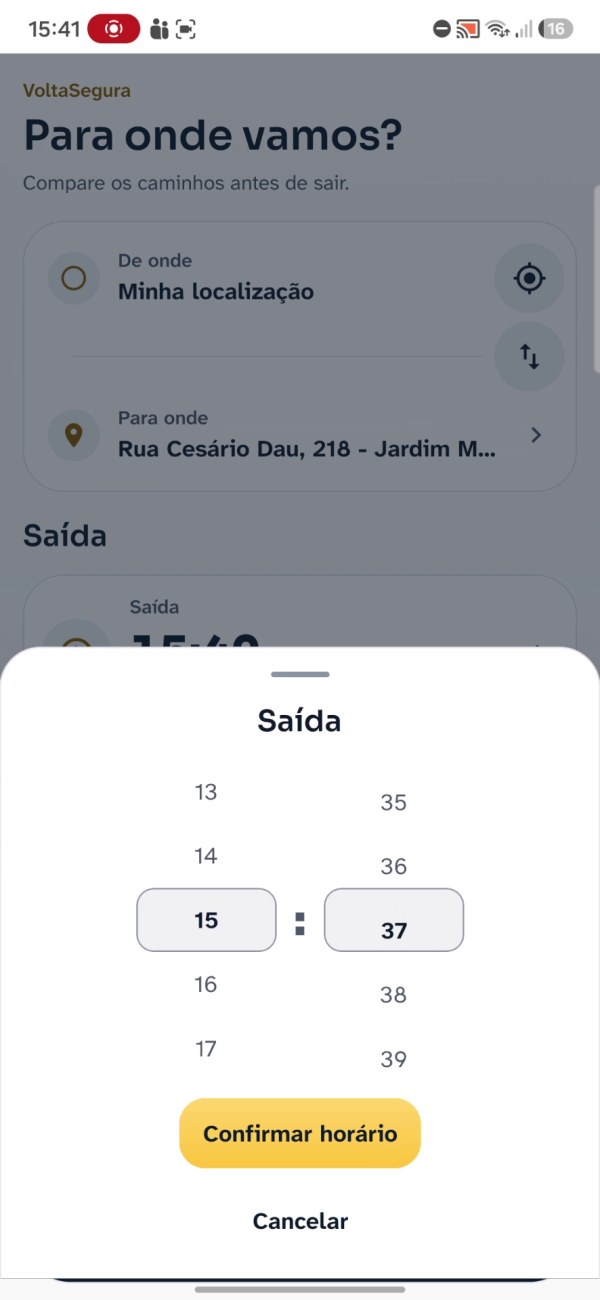 15:41
16
VoltaSegura
Para onde vamos?
Compare os caminhos antes de sair.
De onde
Minha localização
Para onde
Rua Cesário Dau, 218 - Jardim M...
Saída
Saída
Saída
13
35
14
36
15
:
37
16
38
17
39
Confirmar horário
Cancelar